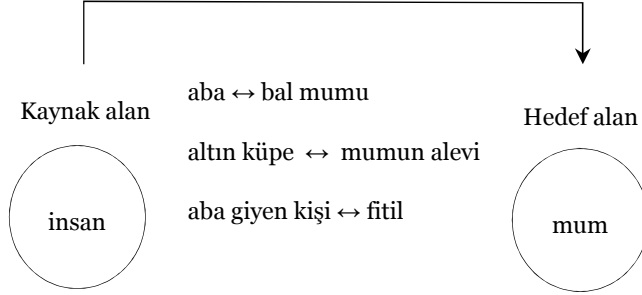 Kaynak alan
insan
aba ↔ bal mumu
altın küpe ↔ mumun alevi
aba giyen kişi ↔ fitil
Hedef alan
mum